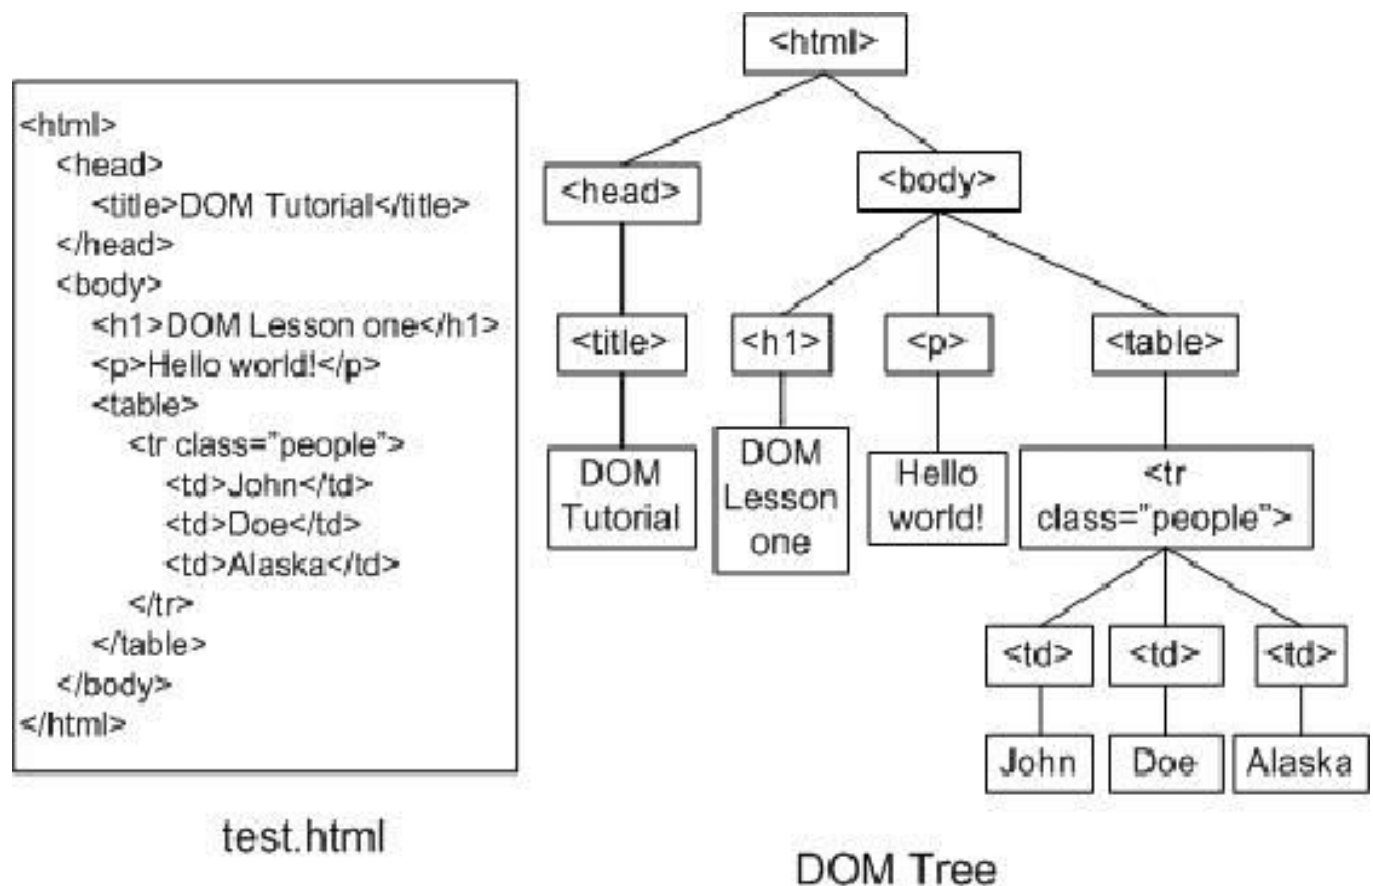 <html>
<head>
<title>DOM Tutorial</title>
</head>
<body>
<h1>DOM Lesson one</h1>
<p>Hello world!</p>
<table>
<tr class="people">
<td>John</td>
<td>Doe</td>
<td>Alaska</td>
</tr>
</table>
</body>
</html>
test.html
<html>
<head>
<body>
<title>
<h1>
<p>
<table>
DOM
Tutorial
DOM
Lesson
one
Hello
world!
<tr
class="people">
<td>
<td>
<td>
John
Doe
Alaska
DOM Tree